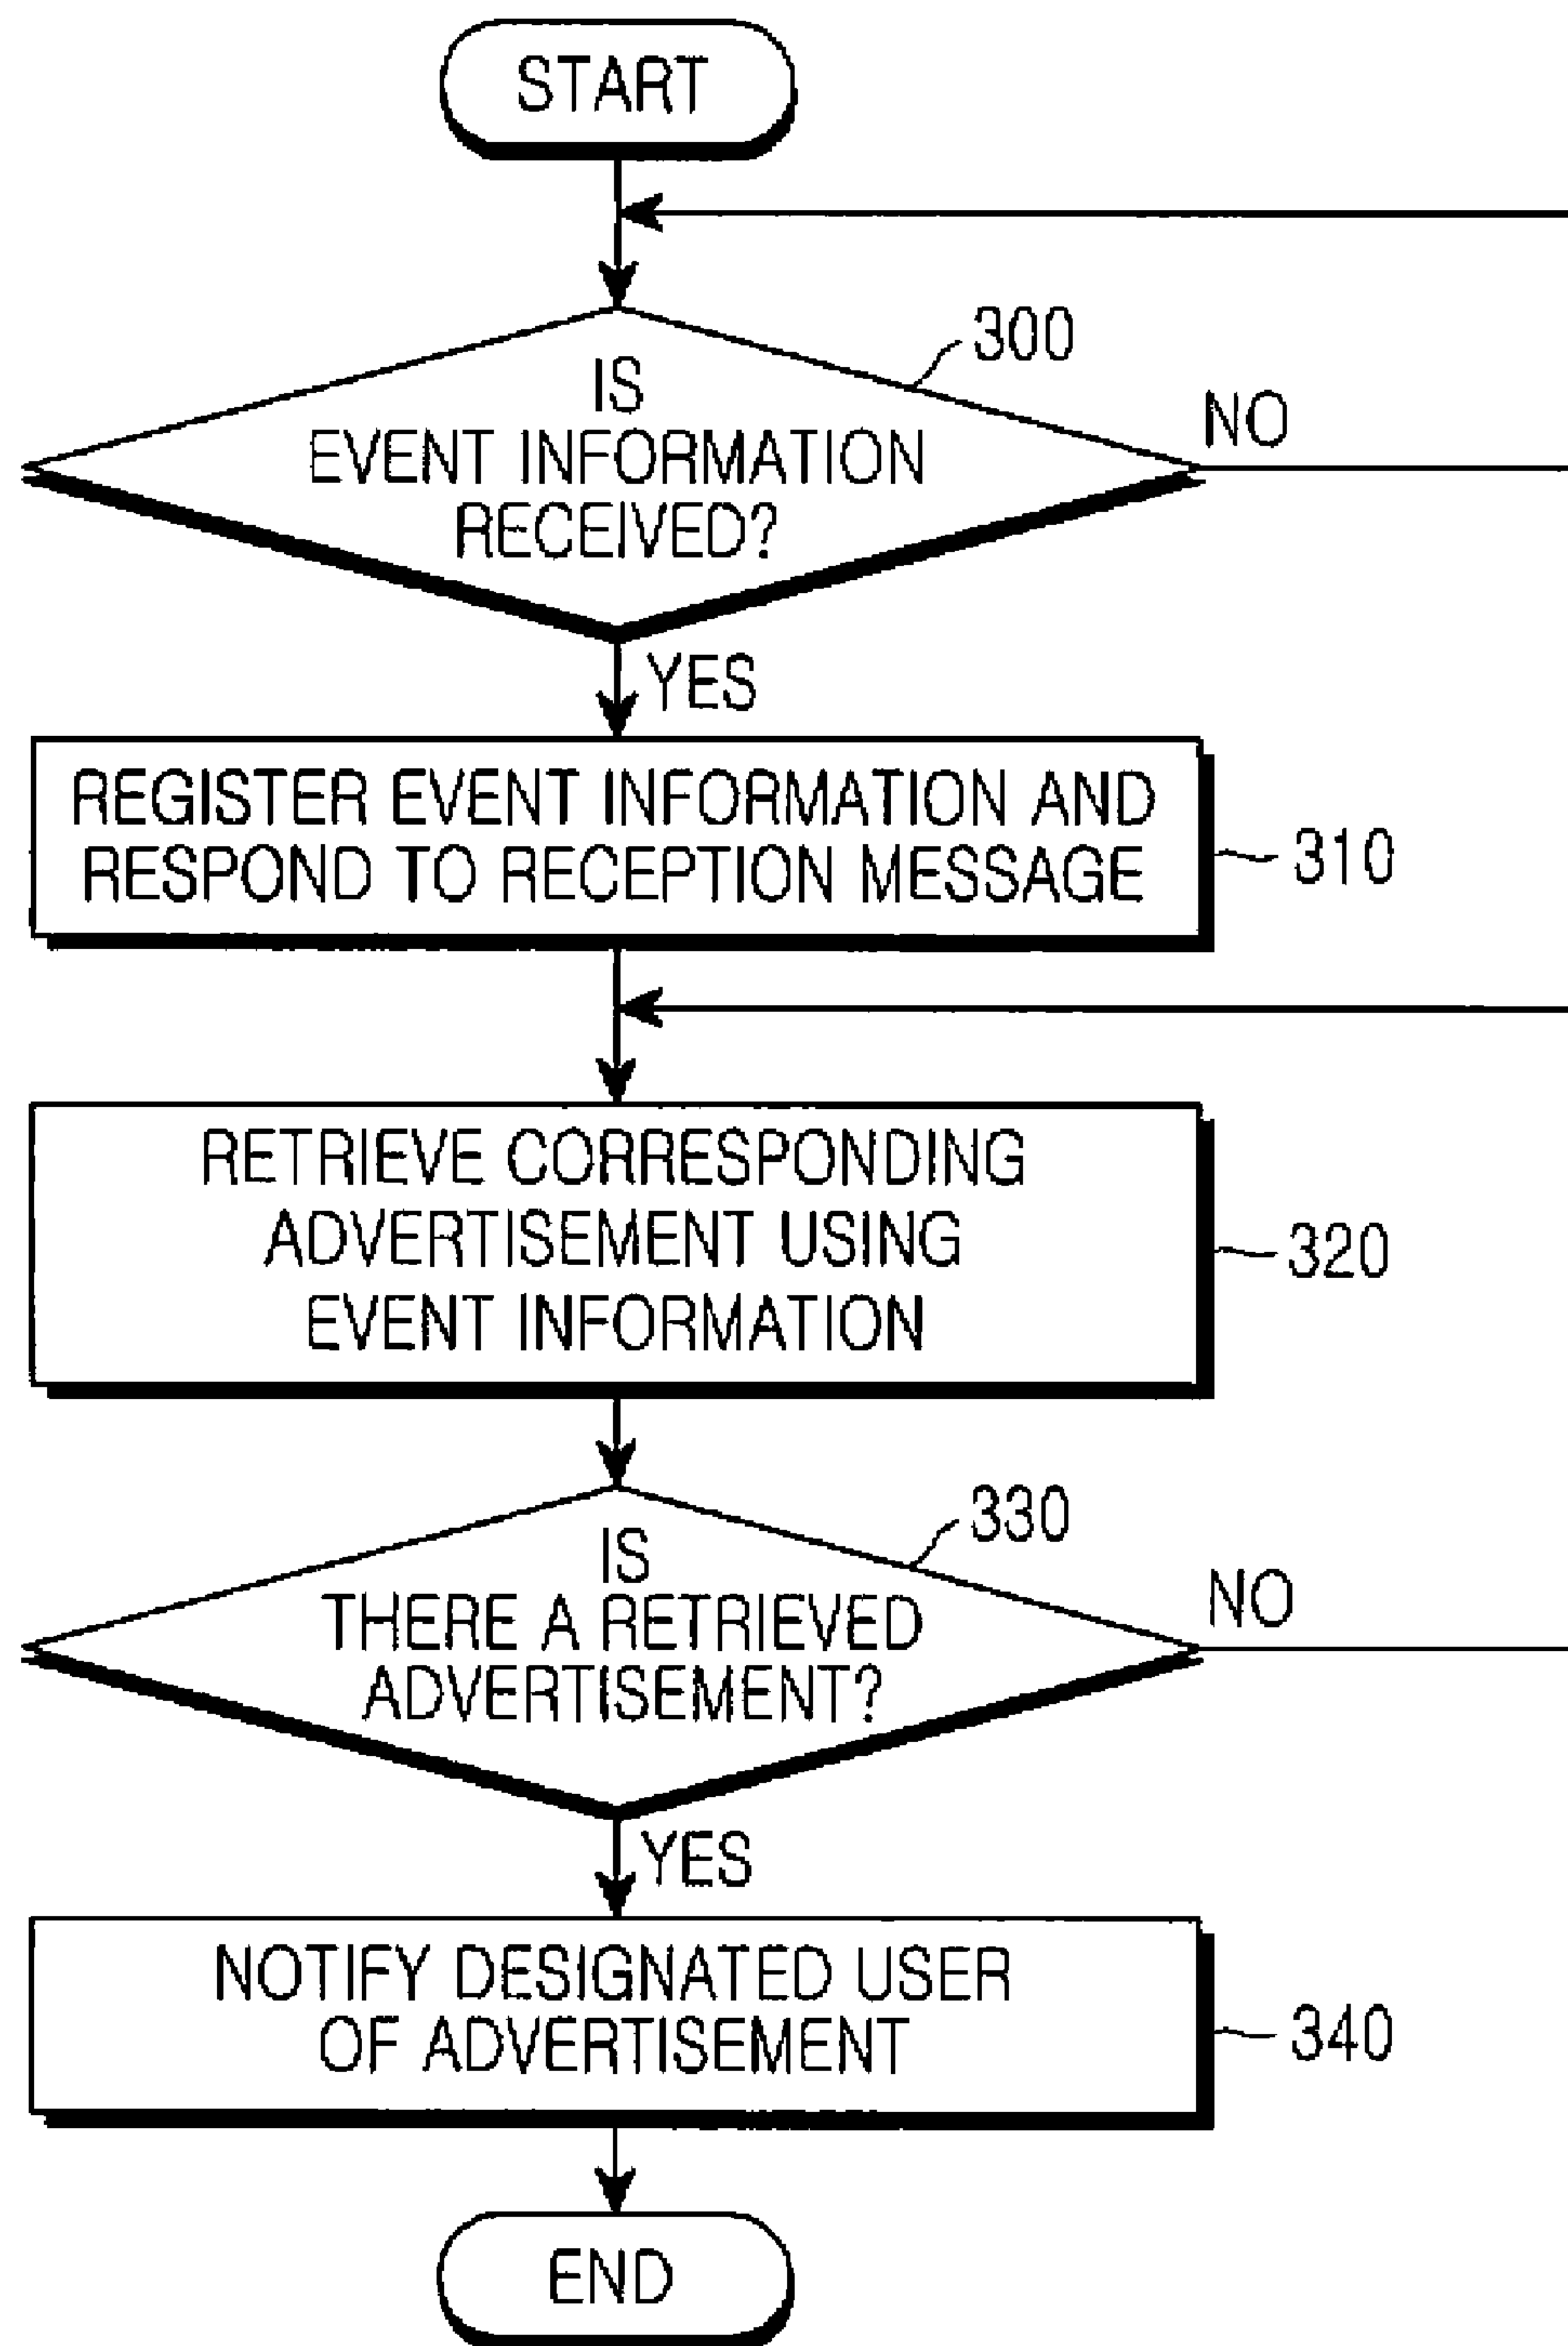 START
300
IS
EVENT INFORMATION
RECEIVED?
NO
YES
REGISTER EVENT INFORMATION AND
RESPOND TO RECEPTION MESSAGE
310
RETRIEVE CORRESPONDING
ADVERTISEMENT USING
EVENT INFORMATION
320
330
IS
THERE A RETRIEVED
ADVERTISEMENT?
NO
YES
NOTIFY DESIGNATED USER
OF ADVERTISEMENT
340
END